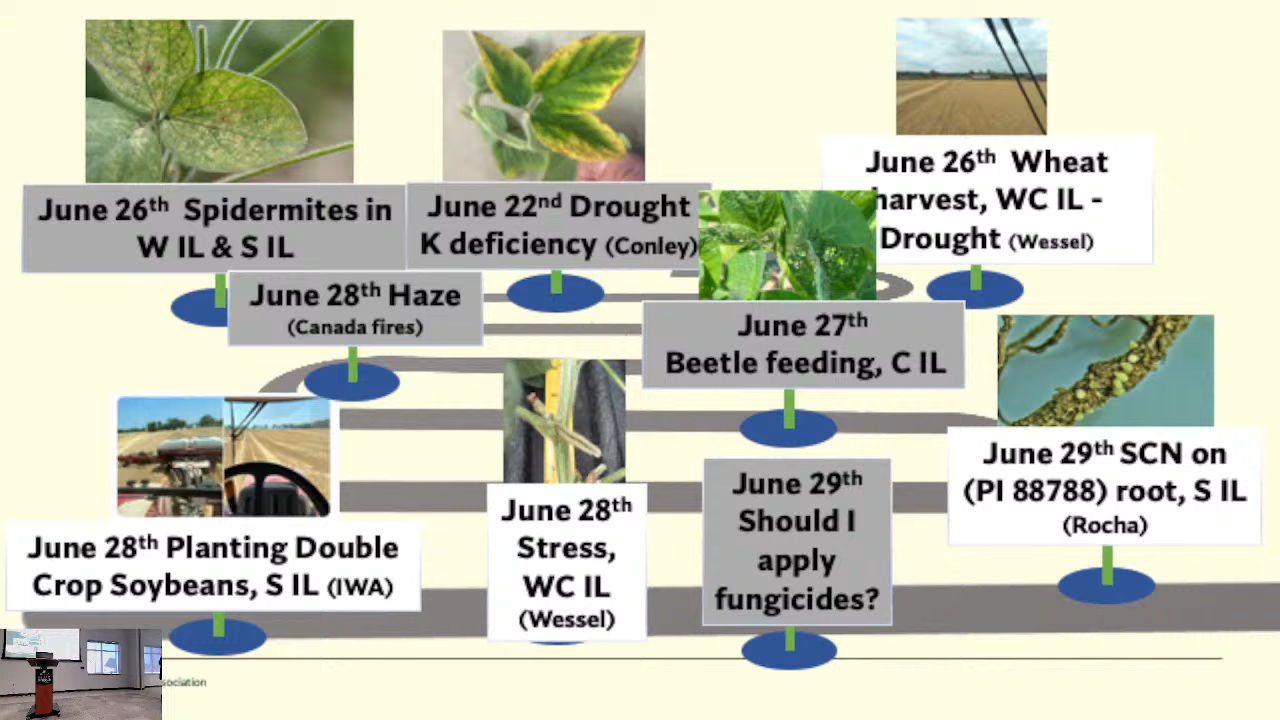 June 26th Spidermites in
W IL & S IL
June 22nd Drought
K deficiency (Conley)
June 26th Wheat
harvest, WC IL -
Drought (Wessel)
June 28th Haze
(Canada fires)
June 27th
Beetle feeding, C IL
June 29th SCN on
(PI 88788) root, S IL
(Rocha)
June 28th Planting Double
Crop Soybeans, S IL (IWA)
June 28th
Stress,
WC IL
(Wessel)
June 29th
Should I
apply
fungicides?
sociation